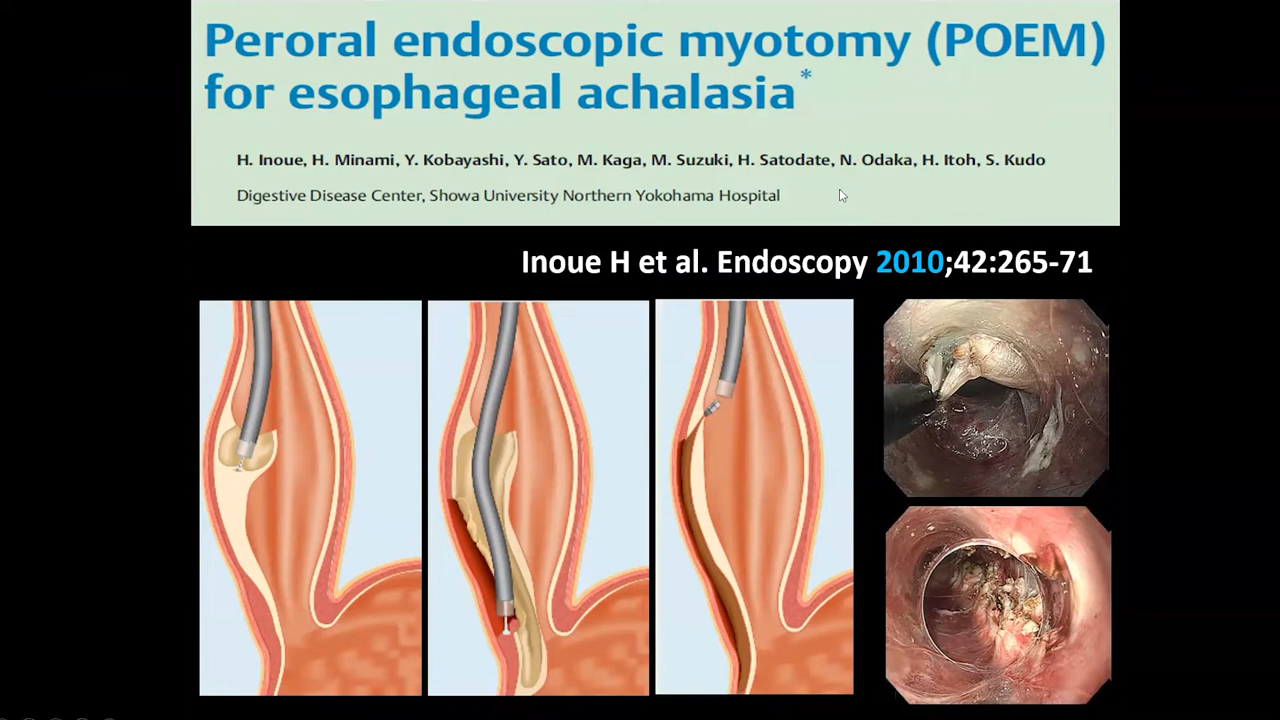 Peroral endoscopic myotomy (POEM)
for esophageal achalasia*
H. Inoue, H. Minami, Y. Kobayashi, Y. Sato, M. Kaga, M. Suzuki, H. Satodate, N. Odaka, H. Itoh, S. Kudo
Digestive Disease Center, Showa University Northern Yokohama Hospital
Inoue H et al. Endoscopy 2010;42:265-71